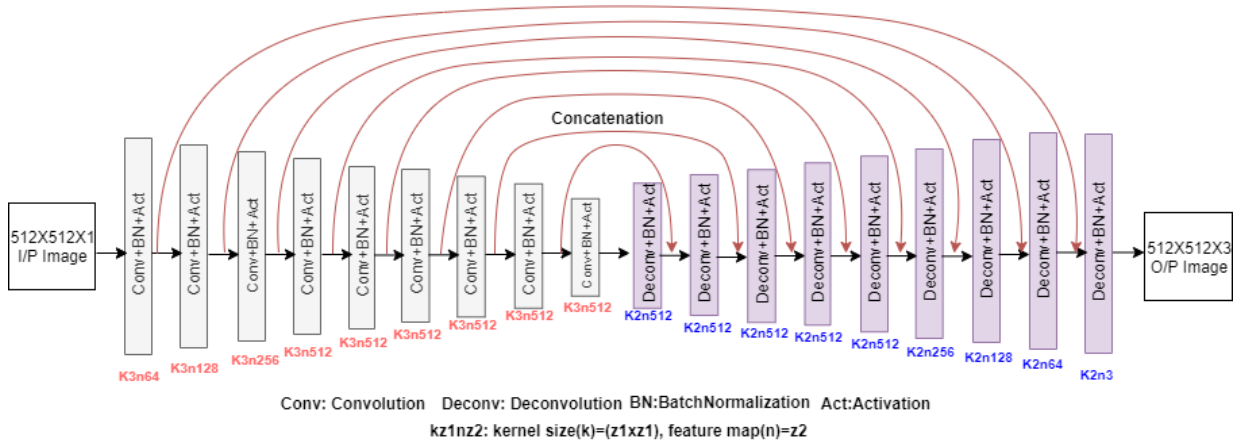 Concatenation
512X512X1
I/P Image
Conv+BN+Act
Conv+BN+Act
Conv+BN+Act
Conv+BN+Act
Conv+BN+Act
Conv+BN+Act
Conv+BN+Act
Conv+BN+Act
Conv+BN+Act
Deconv+BN+Act
Deconv+BN+Act
Deconv+BN+Act
Deconv+BN+Act
Deconv+BN+Act
Deconv+BN+Act
Deconv+BN+Act
Deconv+BN+Act
Deconv+BN+Act
512X512X3
O/P Image
K3n64
K3n128
K3n256
K3n512
K3n512
K3n512
K3n512
K3n512
K3n512
K2n512
K2n512
K2n512
K2n512
K2n512
K2n256
K2n128
K2n64
K2n3
Conv: Convolution Deconv: Deconvolution BN:BatchNormalization Act:Activation
kz1nz2: kernel size(k)=(z1xz1), feature map(n)=z2